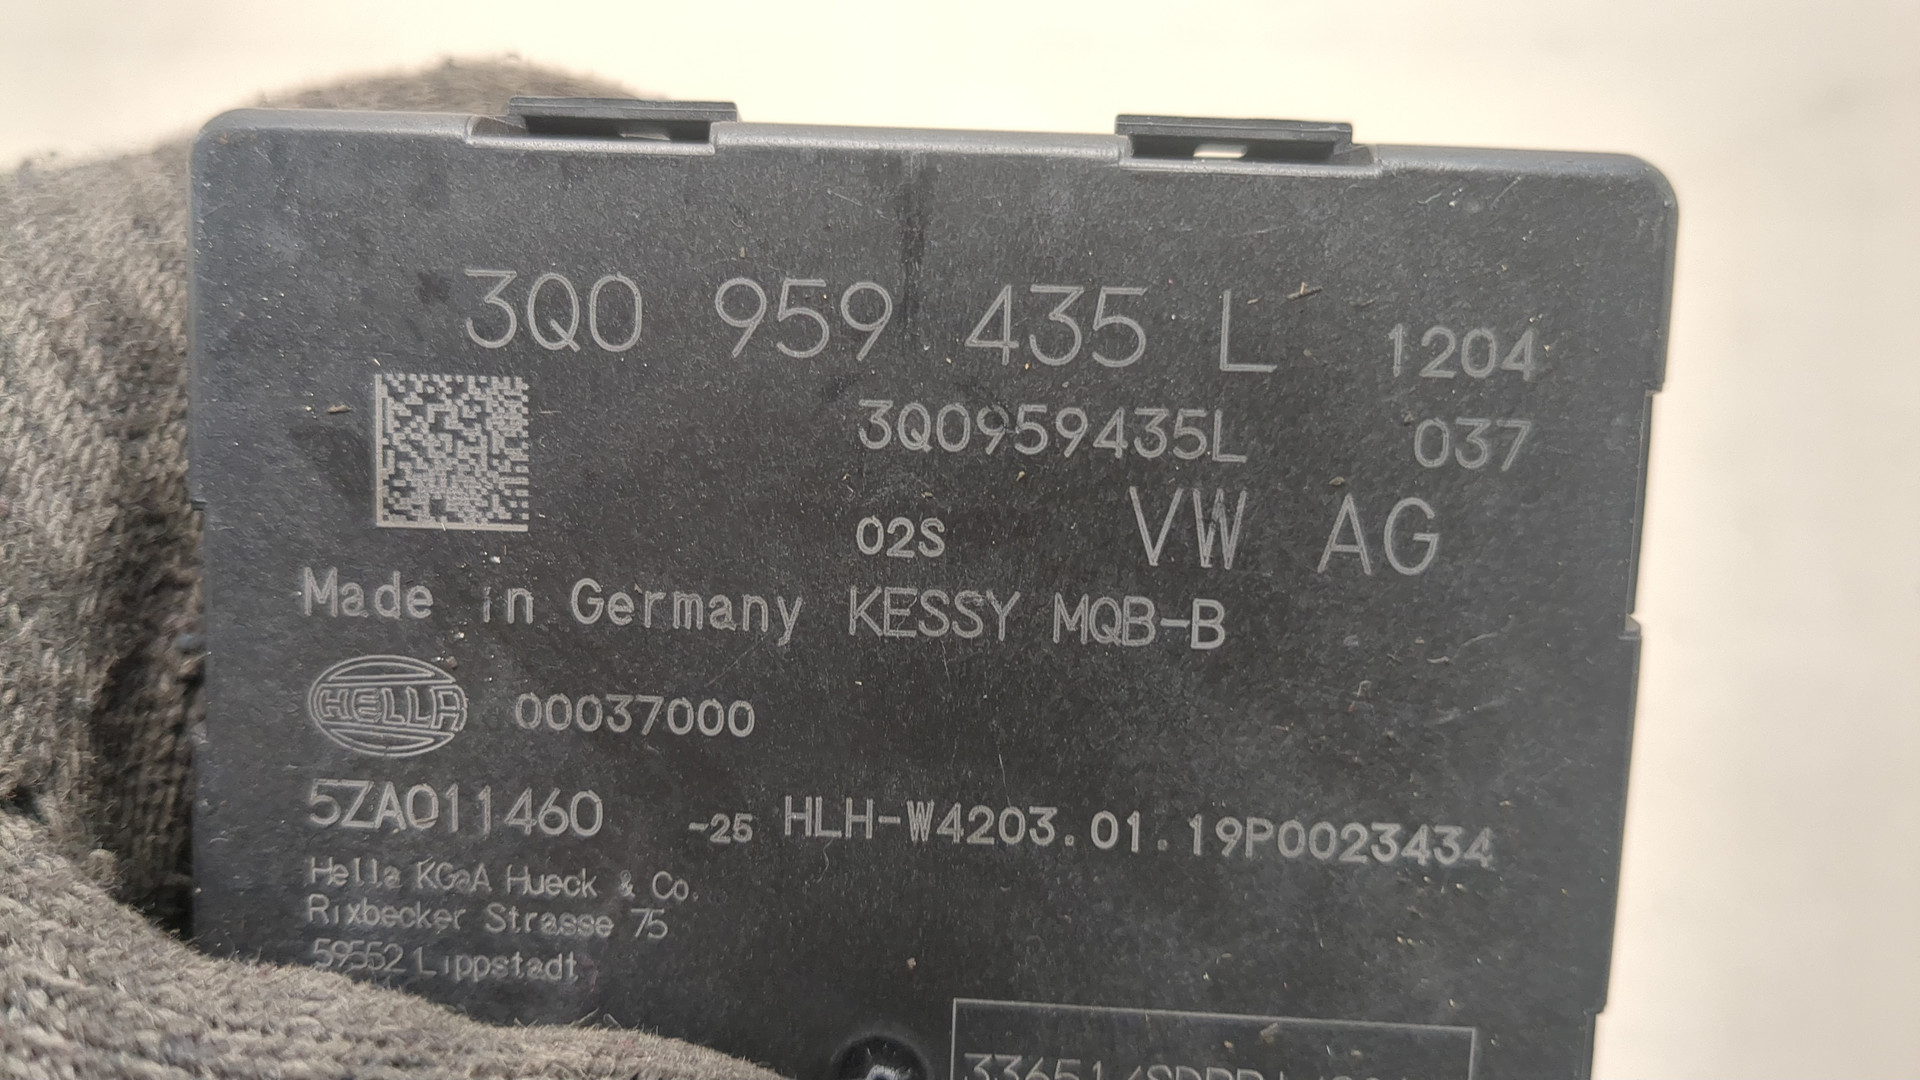 3Q0 959 435 L 1204
3Q0959435L 037
02S VW AG
Made in Germany KESSY MQB-B
HELLA 00037000
5ZA011460 -25 HLH-W4203.01.19P0023434
Hella KGaA Hueck & Co.
Rixbecker Strasse 75
59552 Lippstadt